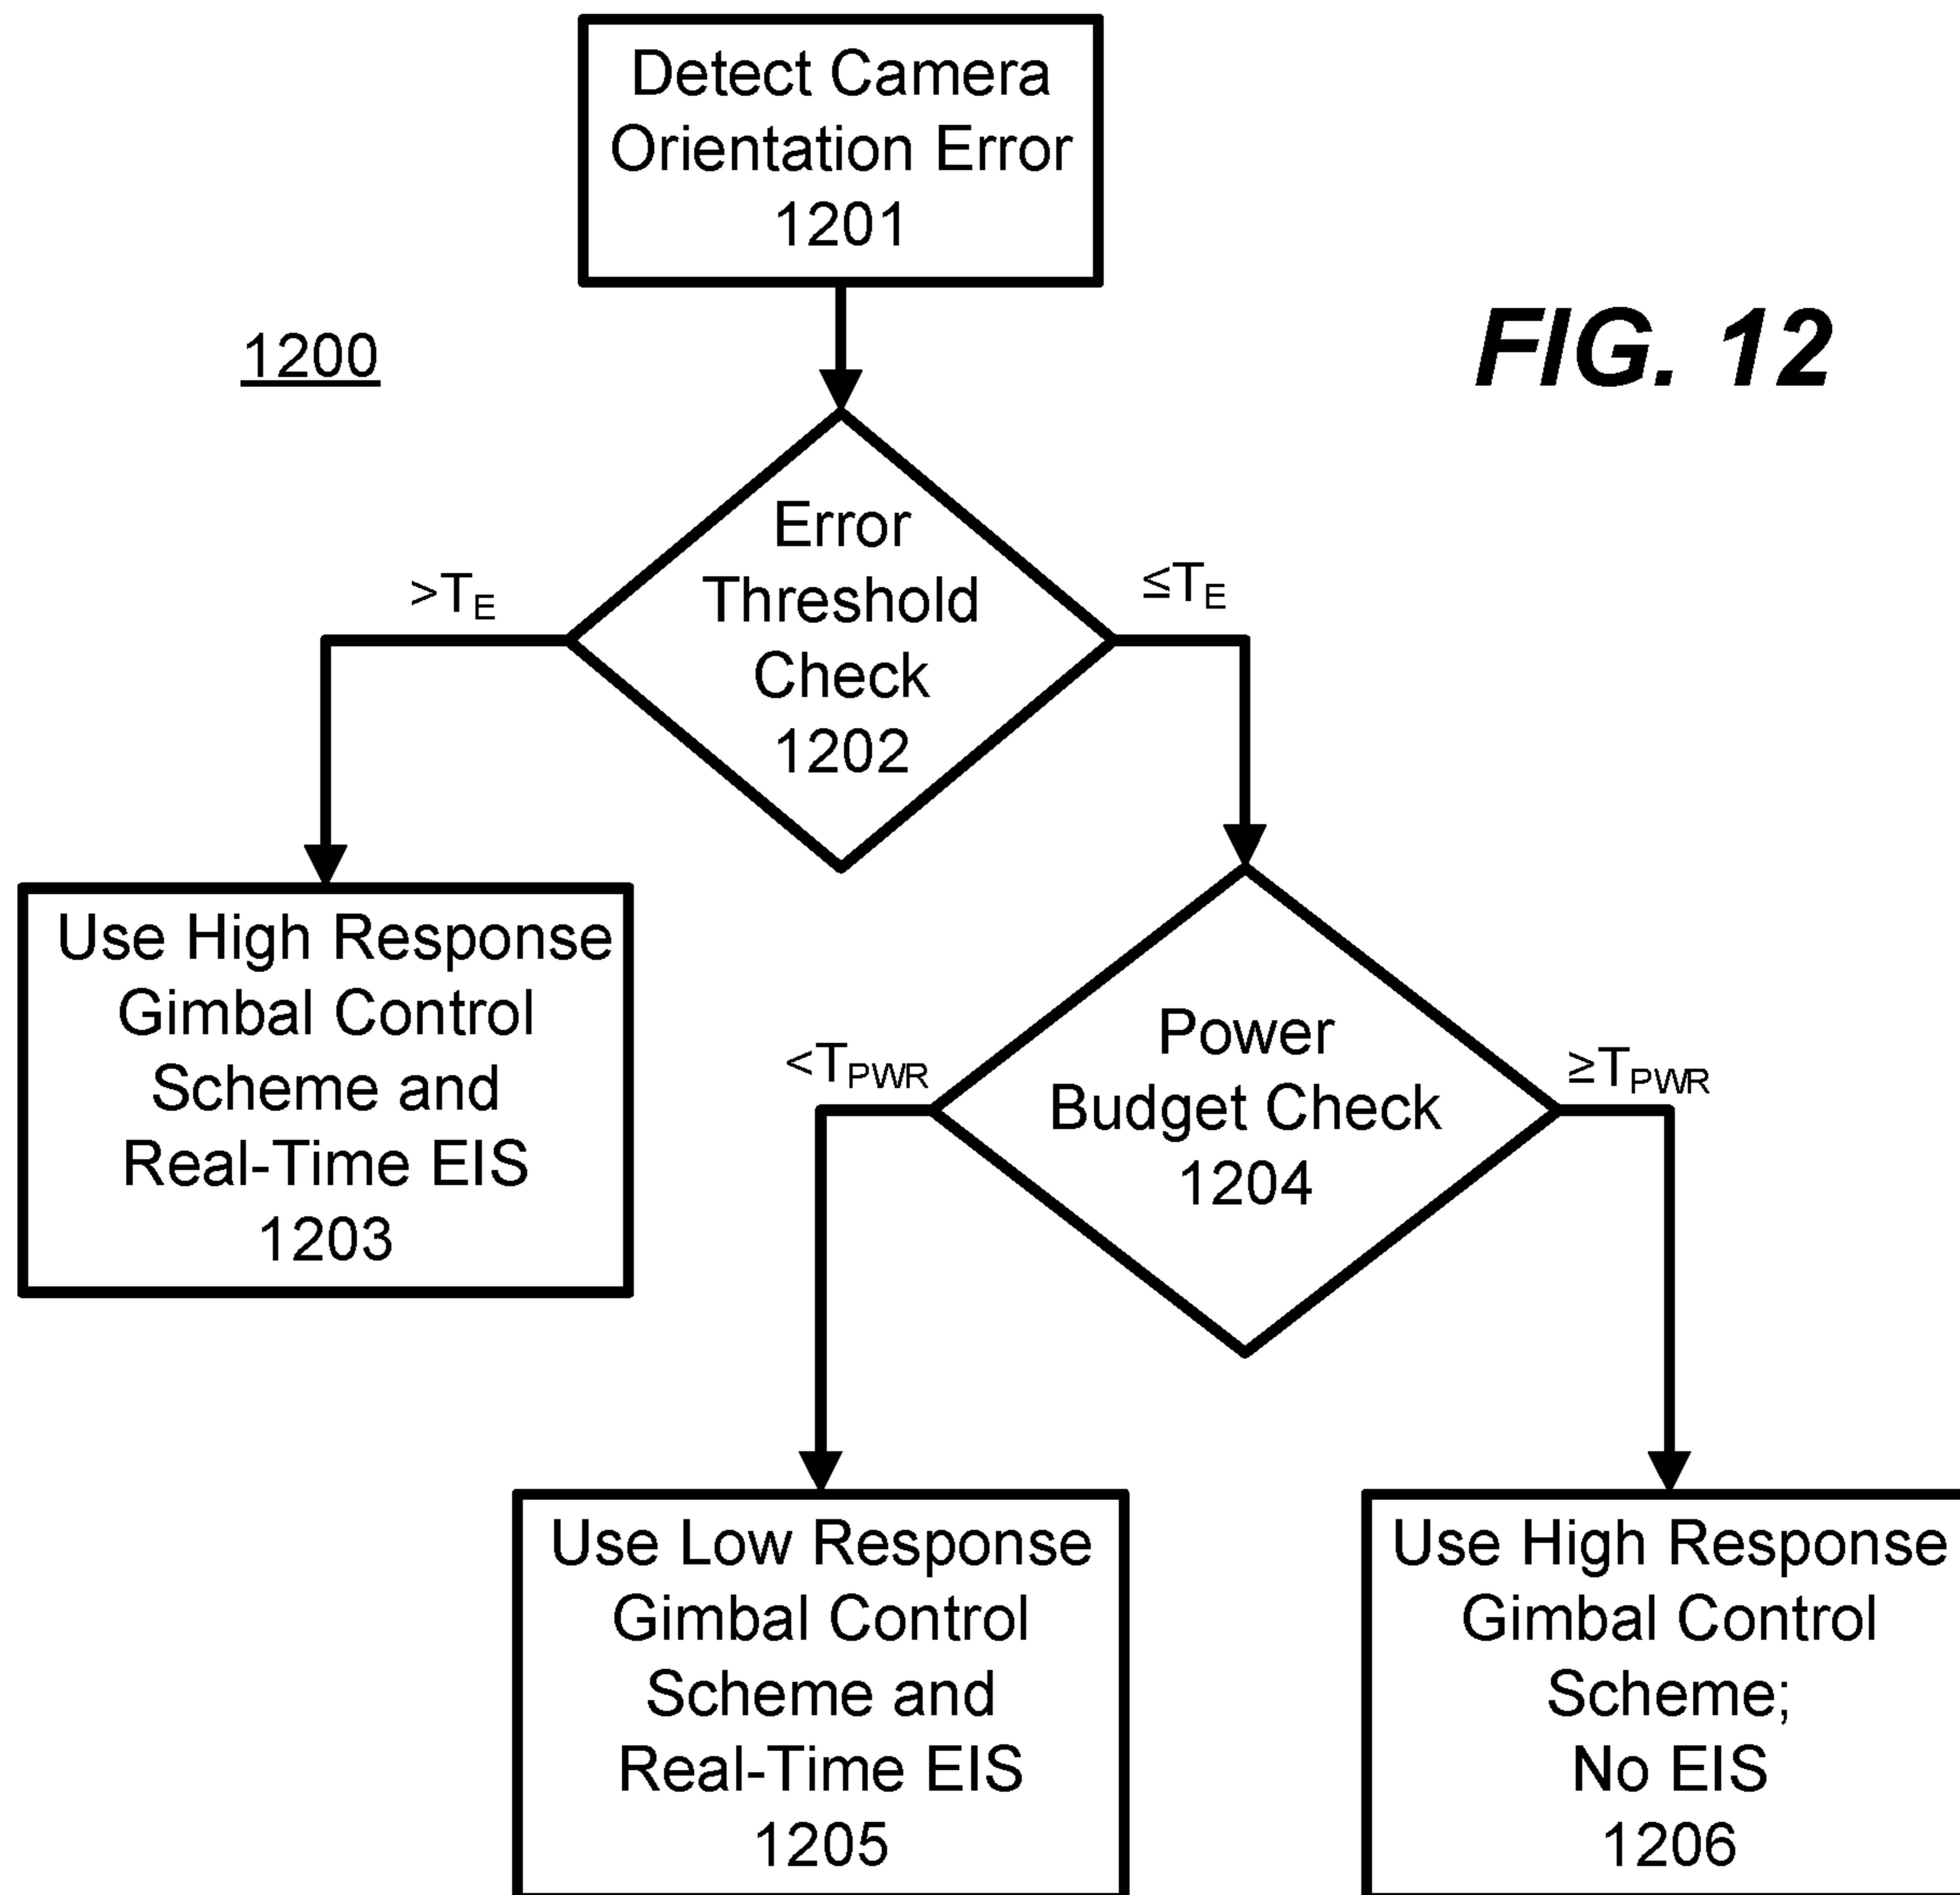 Detect Camera
Orientation Error
1201
1200
FIG. 12
Error
Threshold
Check
1202
>TE
≤TE
Use High Response
Gimbal Control
Scheme and
Real-Time EIS
1203
Power
Budget Check
1204
<TPWR
≥TPWR
Use Low Response
Gimbal Control
Scheme and
Real-Time EIS
1205
Use High Response
Gimbal Control
Scheme;
No EIS
1206